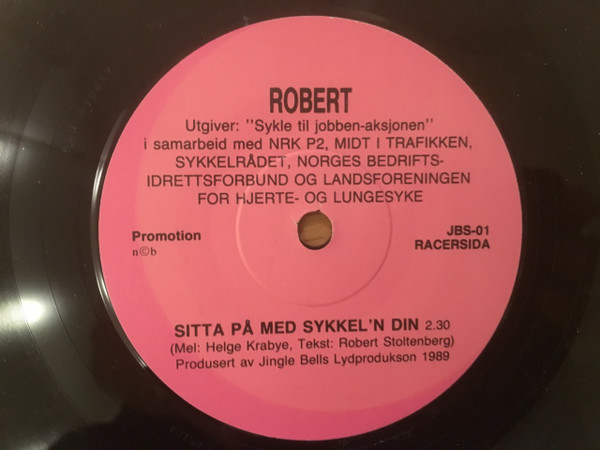 ROBERT
Utgiver: "Sykle til jobben-aksjonen"
i samarbeid med NRK P2, MIDT I TRAFIKKEN,
SYKKELRÅDET, NORGES BEDRIFTS-
IDRETTSFORBUND OG LANDSFORENINGEN
FOR HJERTE- OG LUNGESYKE
Promotion
n©b
JBS-01
RACERSIDA
SITTA PÅ MED SYKKEL'N DIN 2.30
(Mel: Helge Krabye, Tekst: Robert Stoltenberg)
Produsert av Jingle Bells Lydprodukson 1989